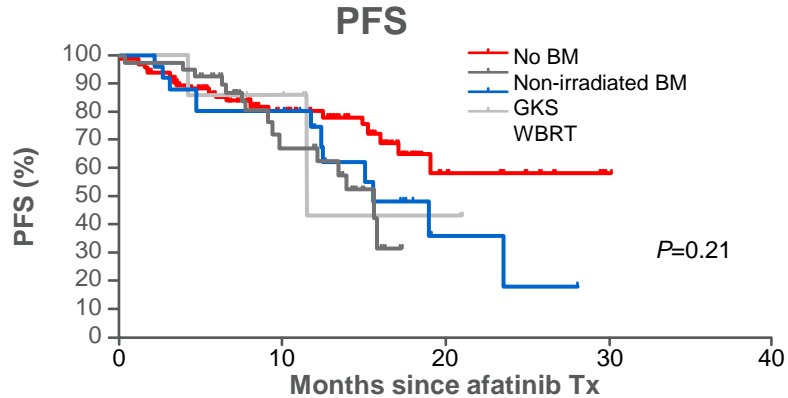 PFS
No BM
Non-irradiated BM
GKS
WBRT
PFS (%)
100
90
80
70
60
50
40
30
20
10
0
P=0.21
0 10 20 30 40
Months since afatinib Tx